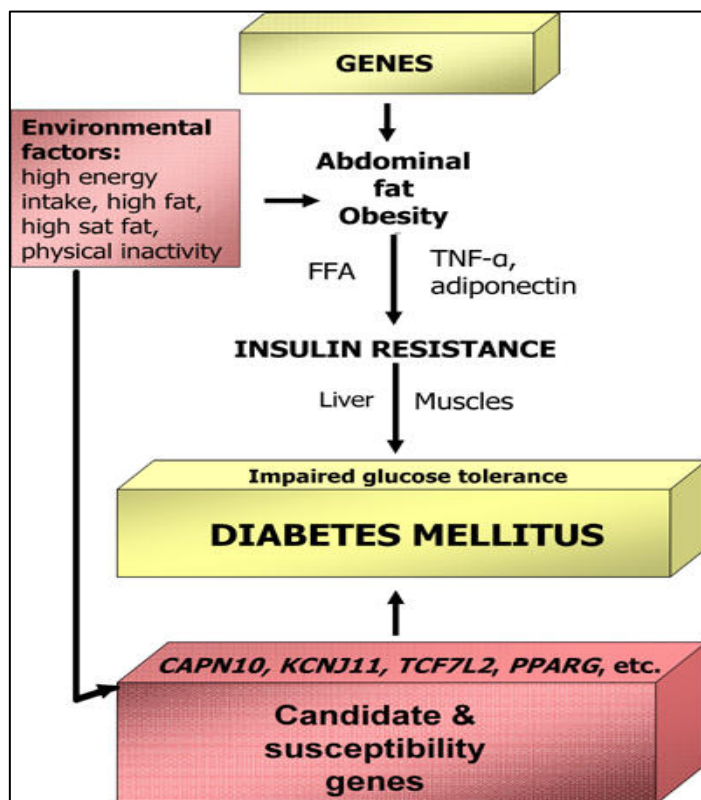 GENES
Environmental
factors:
high energy
intake, high fat,
high sat fat,
physical inactivity
Abdominal
fat
Obesity
FFA
TNF-α,
adiponectin
INSULIN RESISTANCE
Liver
Muscles
Impaired glucose tolerance
DIABETES MELLITUS
CAPN10, KCNJ11, TCF7L2, PPARG, etc.
Candidate &
susceptibility
genes